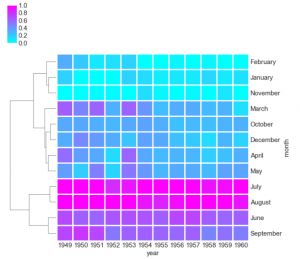 1.0
0.8
0.6
0.4
0.2
0.0
February
January
November
March
October
December
April
May
July
August
June
September
month
1949 1950 1951 1952 1953 1954 1955 1956 1957 1958 1959 1960
year